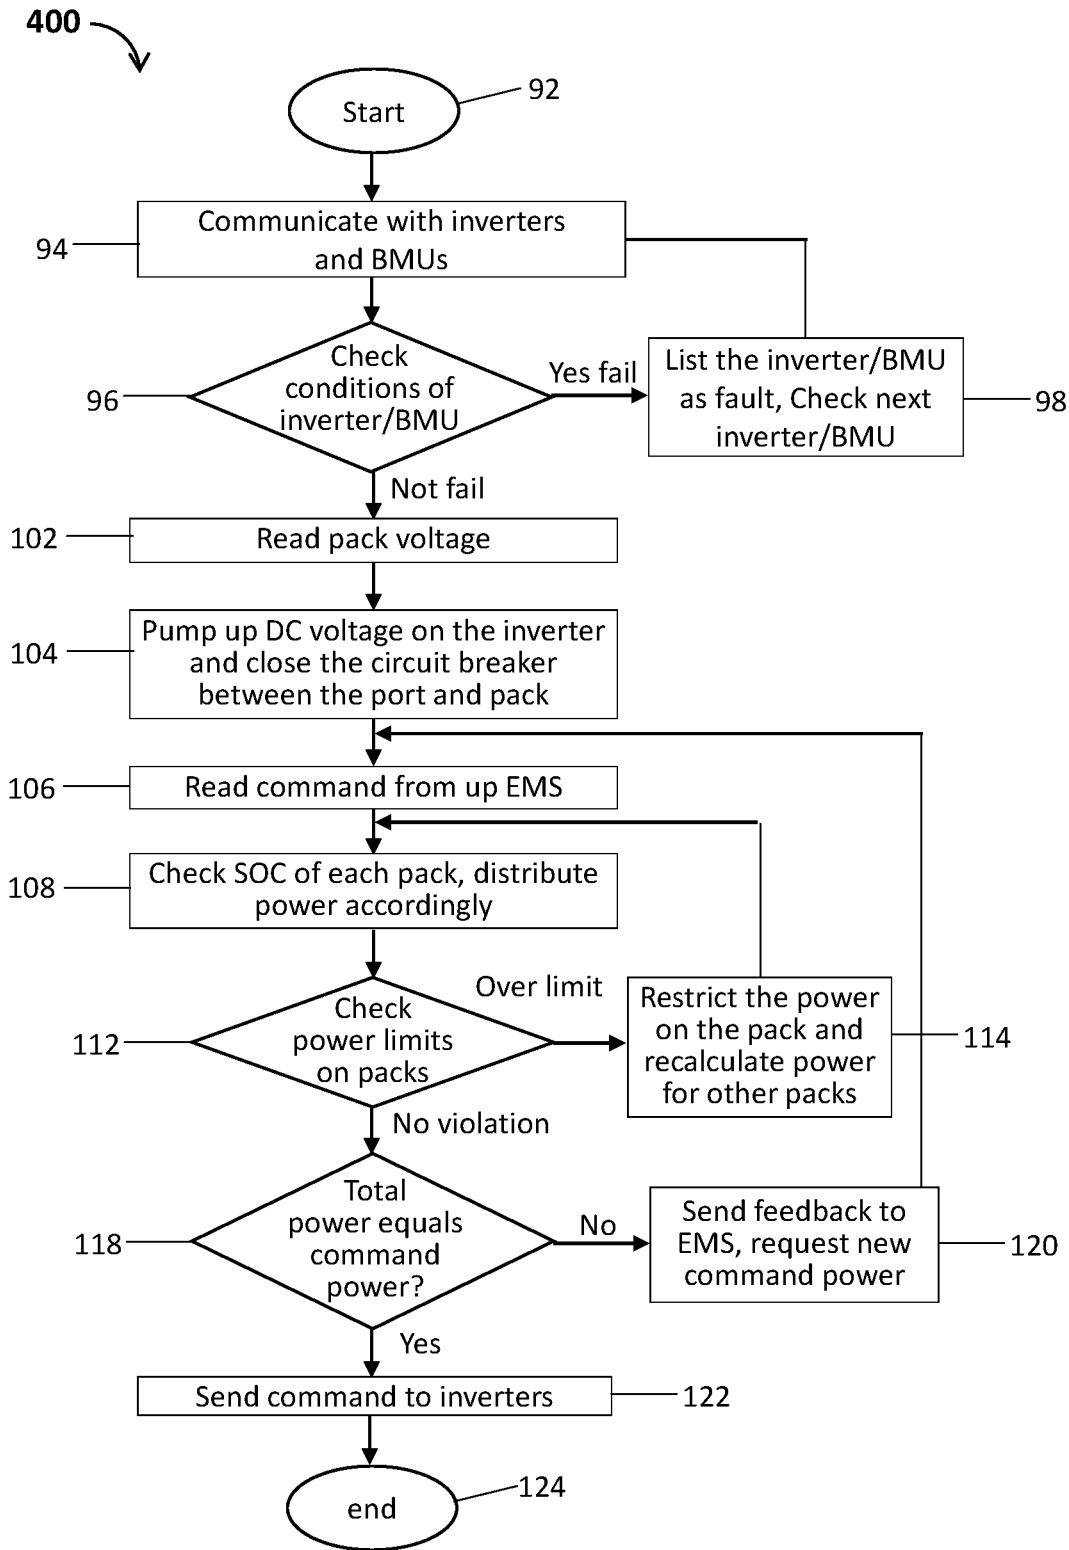 400
Start
92
Communicate with inverters
and BMUs
94
Check
conditions of
inverter/BMU
96
Yes fail
List the inverter/BMU
as fault, Check next
inverter/BMU
98
Not fail
102
Read pack voltage
Pump up DC voltage on the inverter
and close the circuit breaker
between the port and pack
104
106
Read command from up EMS
Check SOC of each pack, distribute
power accordingly
108
Over limit
Check
power limits
on packs
112
Restrict the power
on the pack and
recalculate power
for other packs
114
No violation
Total
power equals
command
power?
118
No
Send feedback to
EMS, request new
command power
120
Yes
Send command to inverters
122
end
124